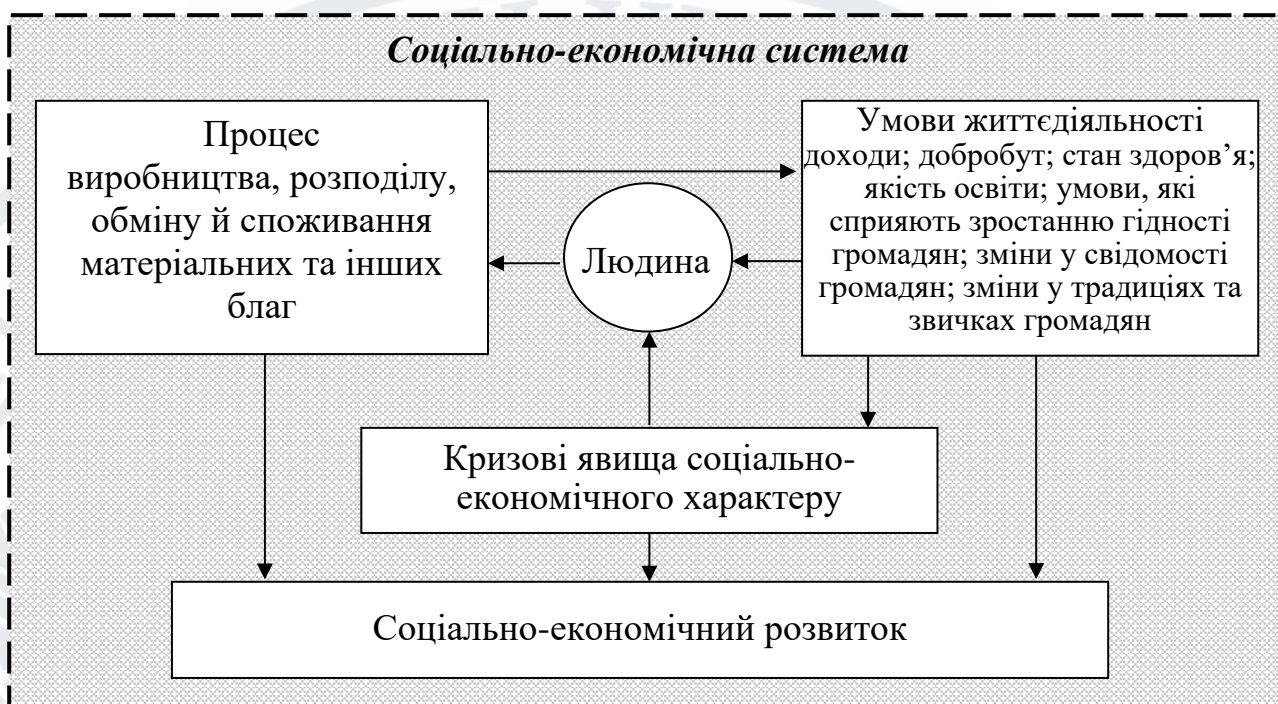 Соціально-економічна система
Процес
виробництва, розподілу,
обміну й споживання
матеріальних та інших
благ
Людина
Умови життєдіяльності
доходи; добробут; стан здоров’я;
якість освіти; умови, які
сприяють зростанню гідності
громадян; зміни у свідомості
громадян; зміни у традиціях та
звичках громадян
Кризові явища соціально-
економічного характеру
Соціально-економічний розвиток